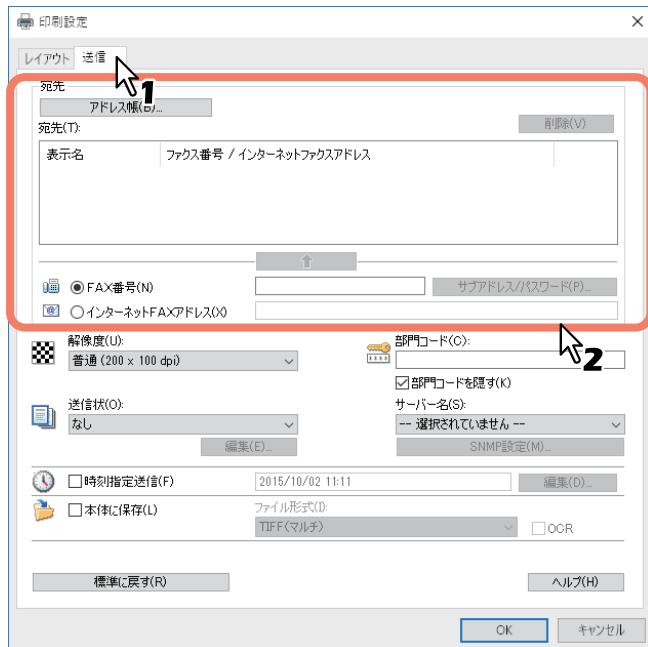 印刷設定
レイアウト 送信
1
宛先
アドレス帳(B)...
宛先(T): 削除(V)
表示名 ファクス番号 / インターネットファクスアドレス
FAX番号(N) サブアドレス/パスワード(P)...
インターネットFAXアドレス(X)
2
解像度(U): 部門コード(C):
普通 (200 x 100 dpi)
部門コードを隠す(K)
送信状(O): サーバー名(S):
なし -- 選択されていません --
編集(E)... SNMP設定(M)...
時刻指定送信(F) 2015/10/02 11:11 編集(D)...
本体に保存(L) ファイル形式(I):
TIFF(マルチ) OCR
標準に戻す(R) ヘルプ(H)
OK キャンセル